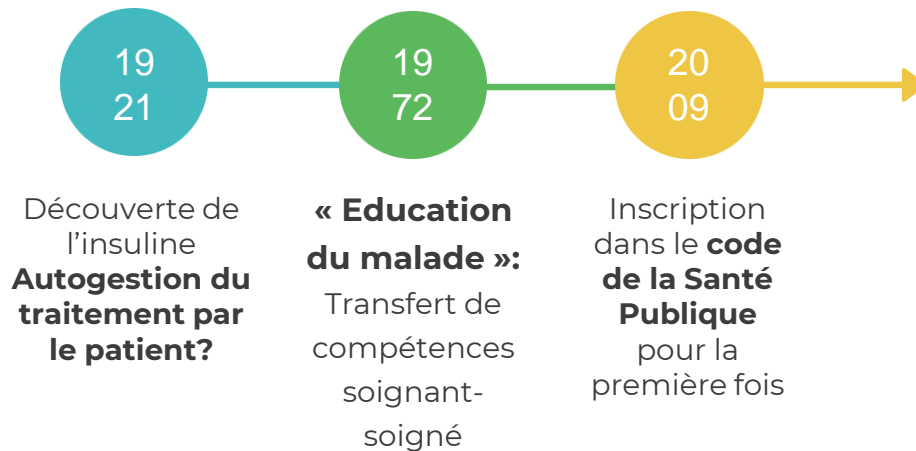 19
21
Découverte de
l'insuline
Autogestion du
traitement par
le patient?
19
72
« Education
du malade »:
Transfert de
compétences
soignant-
soigné
20
09
Inscription
dans le code
de la Santé
Publique
pour la
première fois